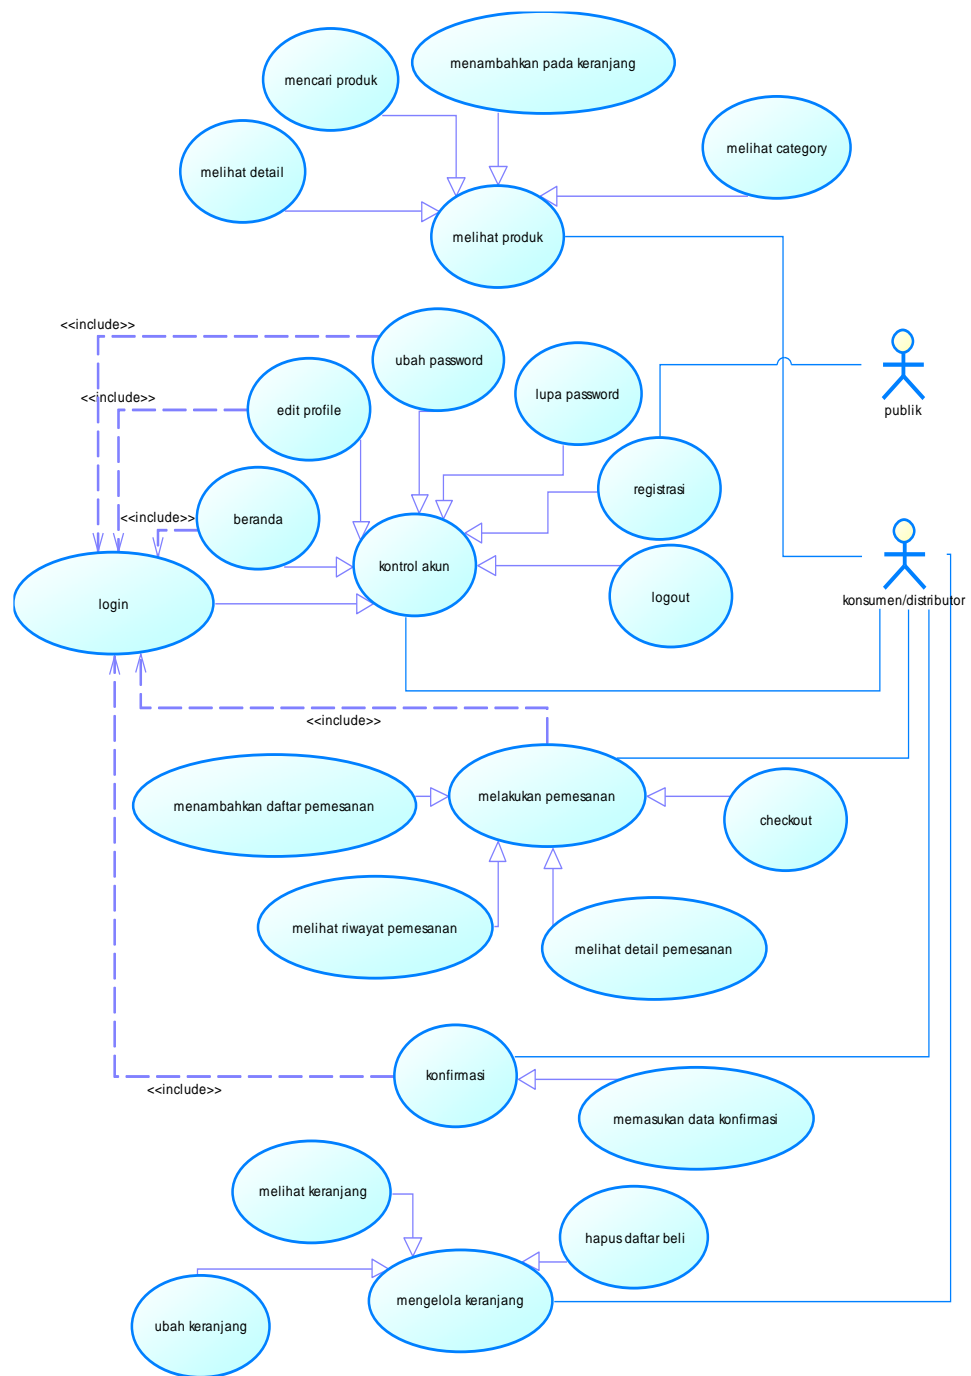 menambahkan pada keranjang
mencari produk
melihat category
melihat detail
melihat produk
<<include>>
ubah password
<<include>>
edit profile
lupa password
publik
registrasi
<<include>>
beranda
kontrol akun
logout
konsumen/distributor
login
<<include>>
menambahkan daftar pemesanan
melakukan pemesanan
checkout
melihat riwayat pemesanan
melihat detail pemesanan
konfirmasi
<<include>>
memasukan data konfirmasi
melihat keranjang
hapus daftar beli
mengelola keranjang
ubah keranjang